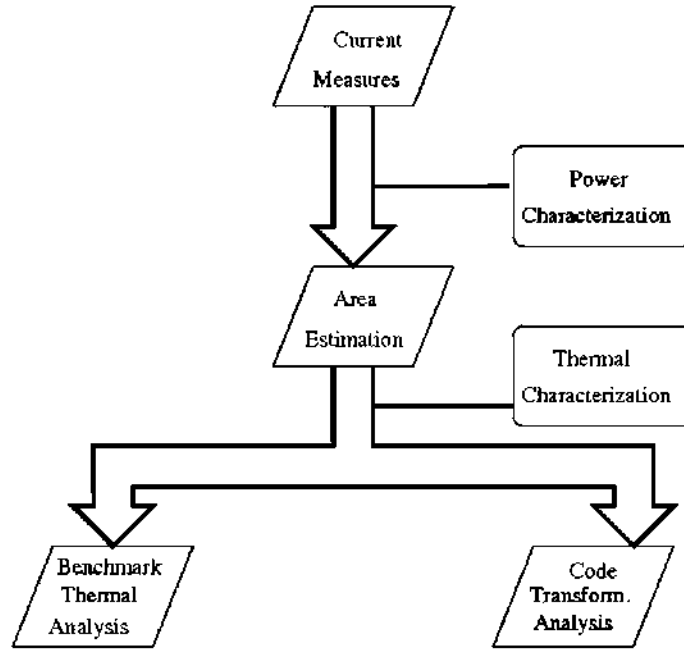 Current
Measures
Power
Characterization
Area
Estimation
Thermal
Characterization
Benchmark
Thermal
Analysis
Code
Transform.
Analysis